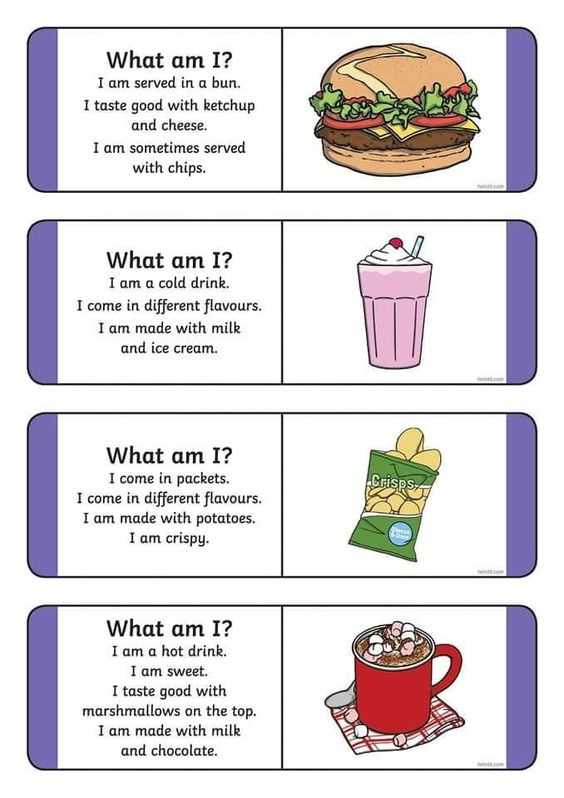 What am I?
I am served in a bun.
I taste good with ketchup
and cheese.
I am sometimes served
with chips.
twinkl.com
What am I?
I am a cold drink.
I come in different flavours.
I am made with milk
and ice cream.
twinkl.com
What am I?
I come in packets.
I come in different flavours.
I am made with potatoes.
I am crispy.
Crisps
twinkl.com
What am I?
I am a hot drink.
I am sweet.
I taste good with
marshmallows on the top.
I am made with milk
and chocolate.
twinkl.com